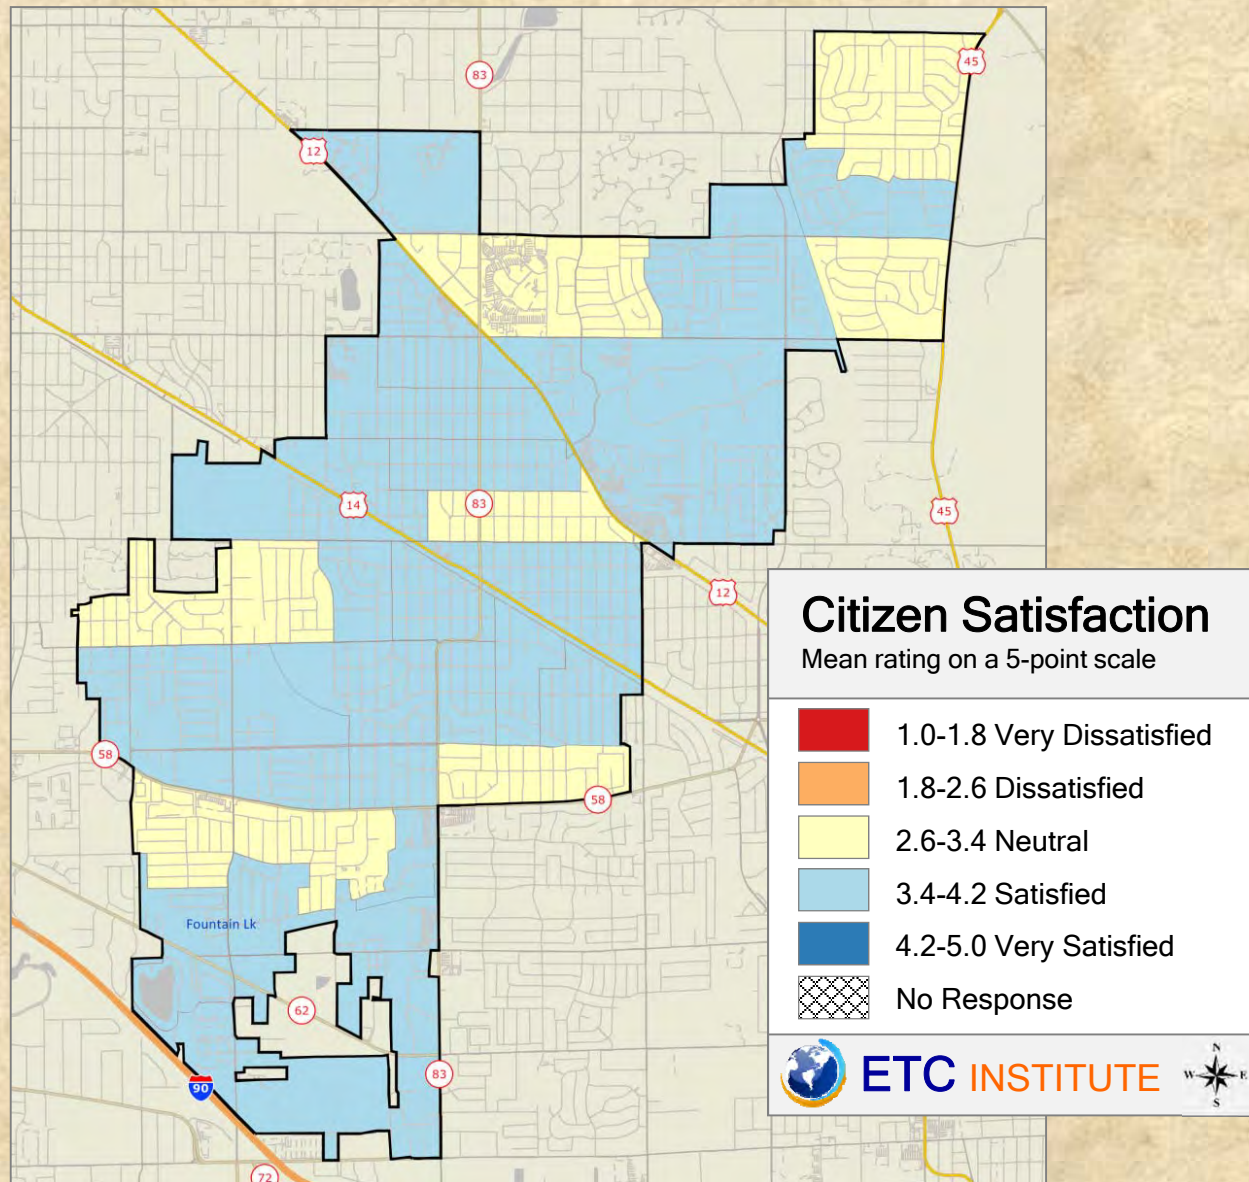 83
45
12
14
83
45
12
58
58
Fountain Lk
62
90
83
72
Citizen Satisfaction
Mean rating on a 5-point scale
1.0-1.8 Very Dissatisfied
1.8-2.6 Dissatisfied
2.6-3.4 Neutral
3.4-4.2 Satisfied
4.2-5.0 Very Satisfied
No Response
ETC INSTITUTE
N
W E
S